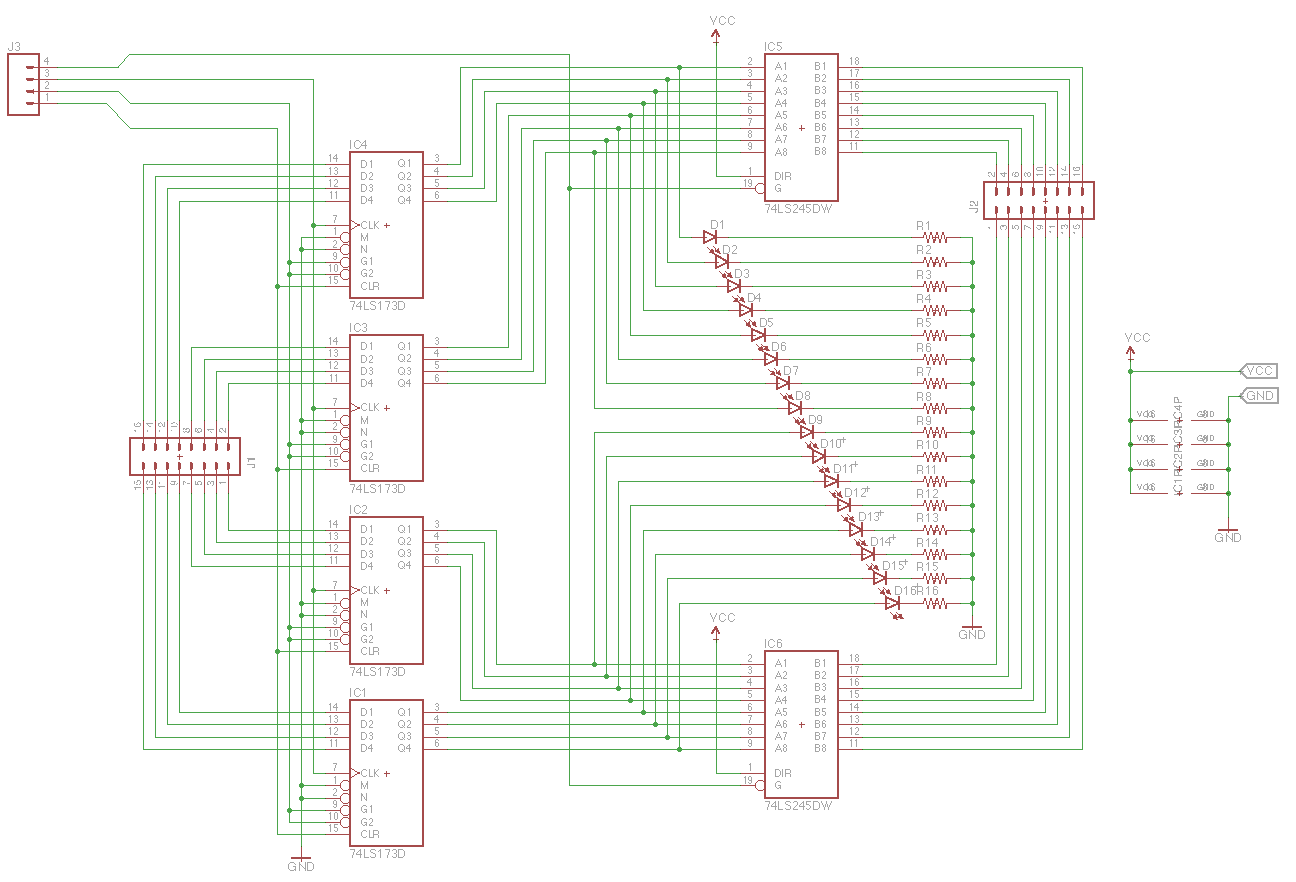 J3
4
3
2
1
VCC
IC5
2 A1 B1 18
3 A2 B2 17
4 A3 B3 16
5 A4 B4 15
6 A5 B5 14
7 A6 B6 13
8 A7 B7 12
9 A8 B8 11
1 DIR
19 G
74LS245DW
IC4
14 D1 Q1 3
13 D2 Q2 4
12 D3 Q3 5
11 D4 Q4 6
7 CLK
1 M
2 N
9 G1
10 G2
15 CLR
74LS173D
2 4 6 8 10 12 14 16
J2
1 3 5 7 9 11 13 15
D1 R1
D2 R2
D3 R3
D4 R4
D5 R5
D6 R6
D7 R7
D8 R8
D9 R9
D10 R10
D11 R11
D12 R12
D13 R13
D14 R14
D15 R15
D16 R16
GND
IC3
14 D1 Q1 3
13 D2 Q2 4
12 D3 Q3 5
11 D4 Q4 6
7 CLK
1 M
2 N
9 G1
10 G2
15 CLR
74LS173D
16 14 12 10 8 6 4 2
J1
15 13 11 9 7 5 3 1
VCC
VCC
GND
IC4P
IC3P
IC2P
IC1P
GND
IC2
14 D1 Q1 3
13 D2 Q2 4
12 D3 Q3 5
11 D4 Q4 6
7 CLK
1 M
2 N
9 G1
10 G2
15 CLR
74LS173D
VCC
IC6
2 A1 B1 18
3 A2 B2 17
4 A3 B3 16
5 A4 B4 15
6 A5 B5 14
7 A6 B6 13
8 A7 B7 12
9 A8 B8 11
1 DIR
19 G
74LS245DW
IC1
14 D1 Q1 3
13 D2 Q2 4
12 D3 Q3 5
11 D4 Q4 6
7 CLK
1 M
2 N
9 G1
10 G2
15 CLR
74LS173D
GND